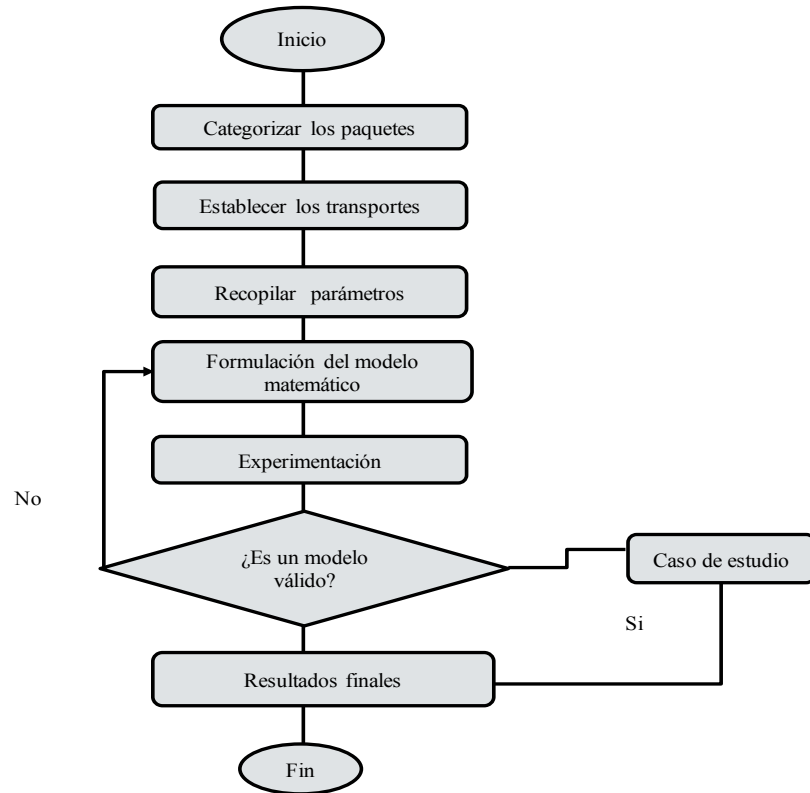 Inicio
Categorizar los paquetes
Establecer los transportes
Recopilar parámetros
Formulación del modelo
matemático
Experimentación
No
¿Es un modelo
válido?
Caso de estudio
Si
Resultados finales
Fin